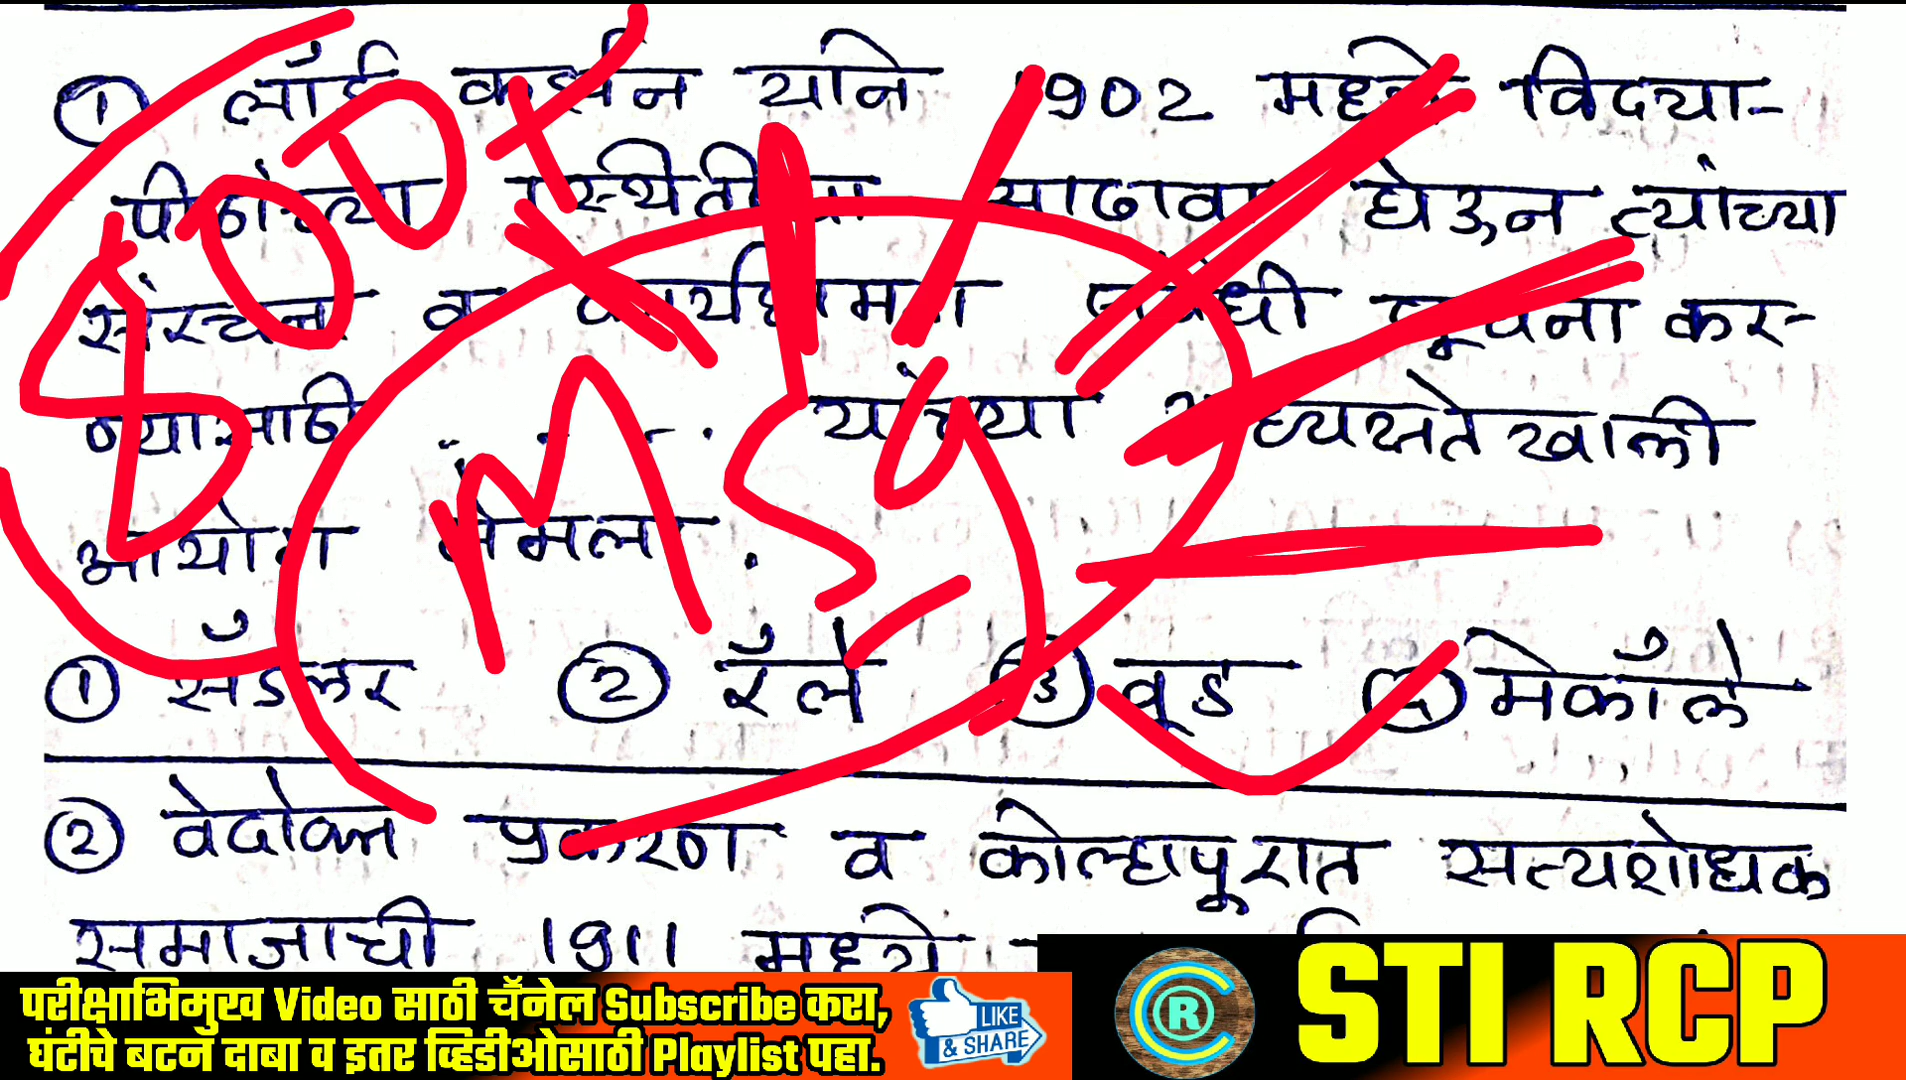 ① लॉर्ड कर्झन याने 1902 मध्ये विद्या-
पीठांच्या स्थितीचा आढावा घेऊन त्यांच्या
संरचना व कार्यक्षमता संबंधी सूचना कर-
ण्यासाठी ..... यांच्या अध्यक्षतेखाली
आयोग नेमला.
① सॅडलर ② रॅले ③ वूड ④ मेकॉले
② वेदोक्त प्रकरण व कोल्हापूरात सत्यशोधक
समाजाची 1911 मध्ये
परीक्षाभिमुख Video साठी चॅनेल Subscribe करा,
घंटीचे बटन दाबा व इतर व्हिडीओसाठी Playlist पहा.
LIKE
& SHARE
R
STI RCP